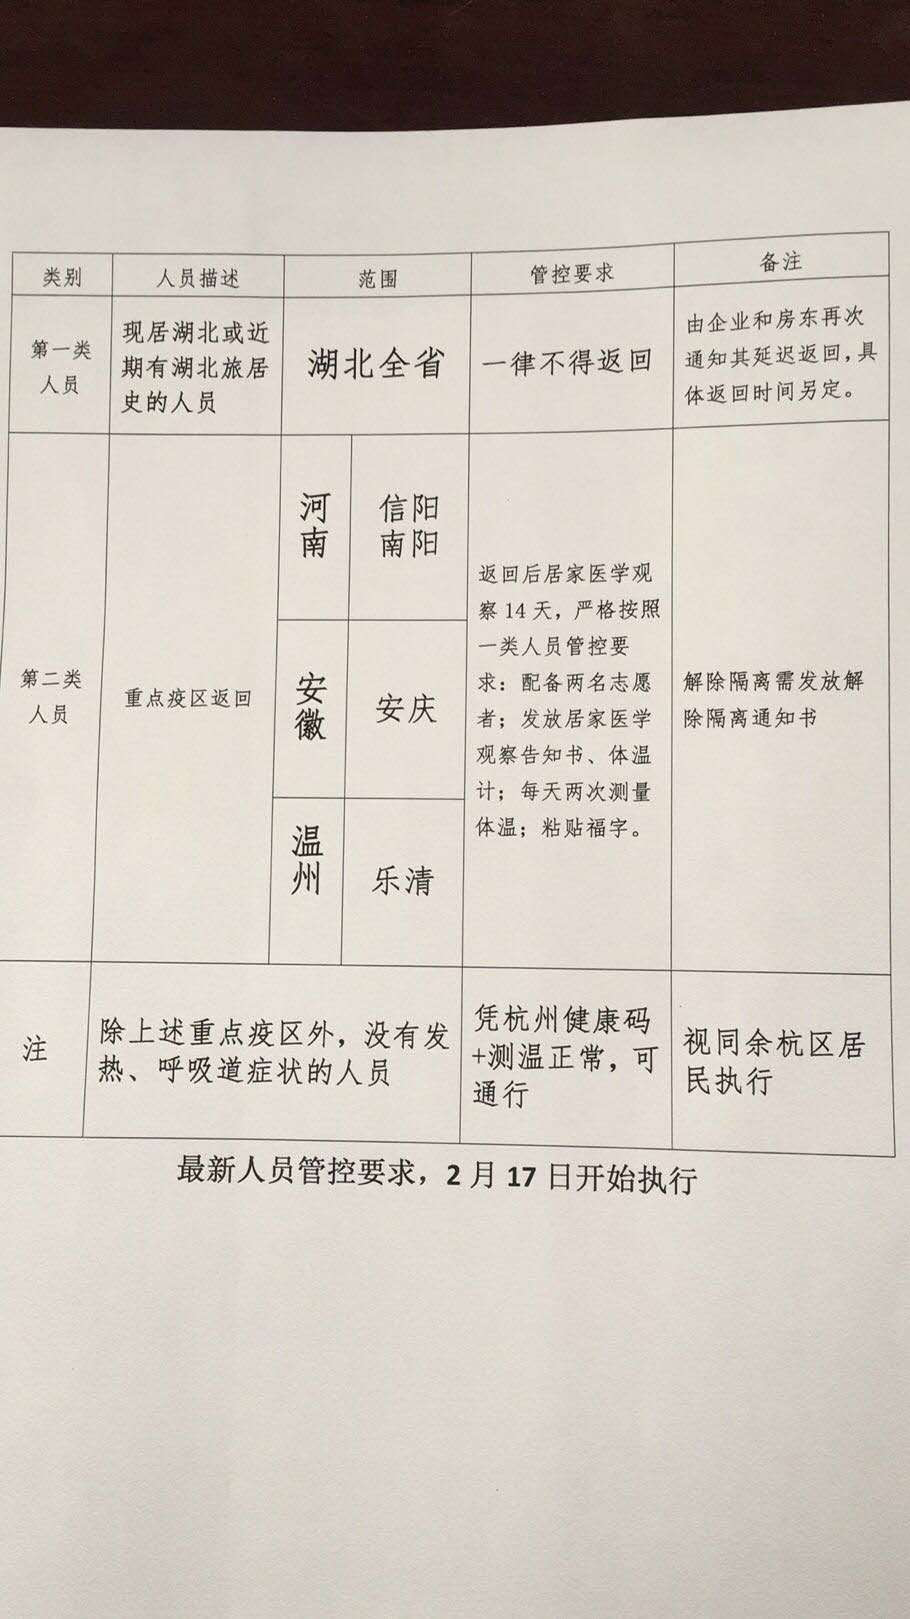 类别
人员描述
范围
管控要求
备注
第一类
人员
现居湖北或近
期有湖北旅居
史的人员
湖北全省
一律不得返回
由企业和房东再次
通知其延迟返回，具
体返回时间另定。
第二类
人员
重点疫区返回
河
南
信阳
南阳
安
徽
安庆
温
州
乐清
返回后居家医学观
察14天，严格按照
一类人员管控要
求：配备两名志愿
者；发放居家医学
观察告知书、体温
计；每天两次测量
体温；粘贴福字。
解除隔离需发放解
除隔离通知书
注
除上述重点疫区外，没有发
热、呼吸道症状的人员
凭杭州健康码
+测温正常，可
通行
视同余杭区居
民执行
最新人员管控要求，2月17日开始执行